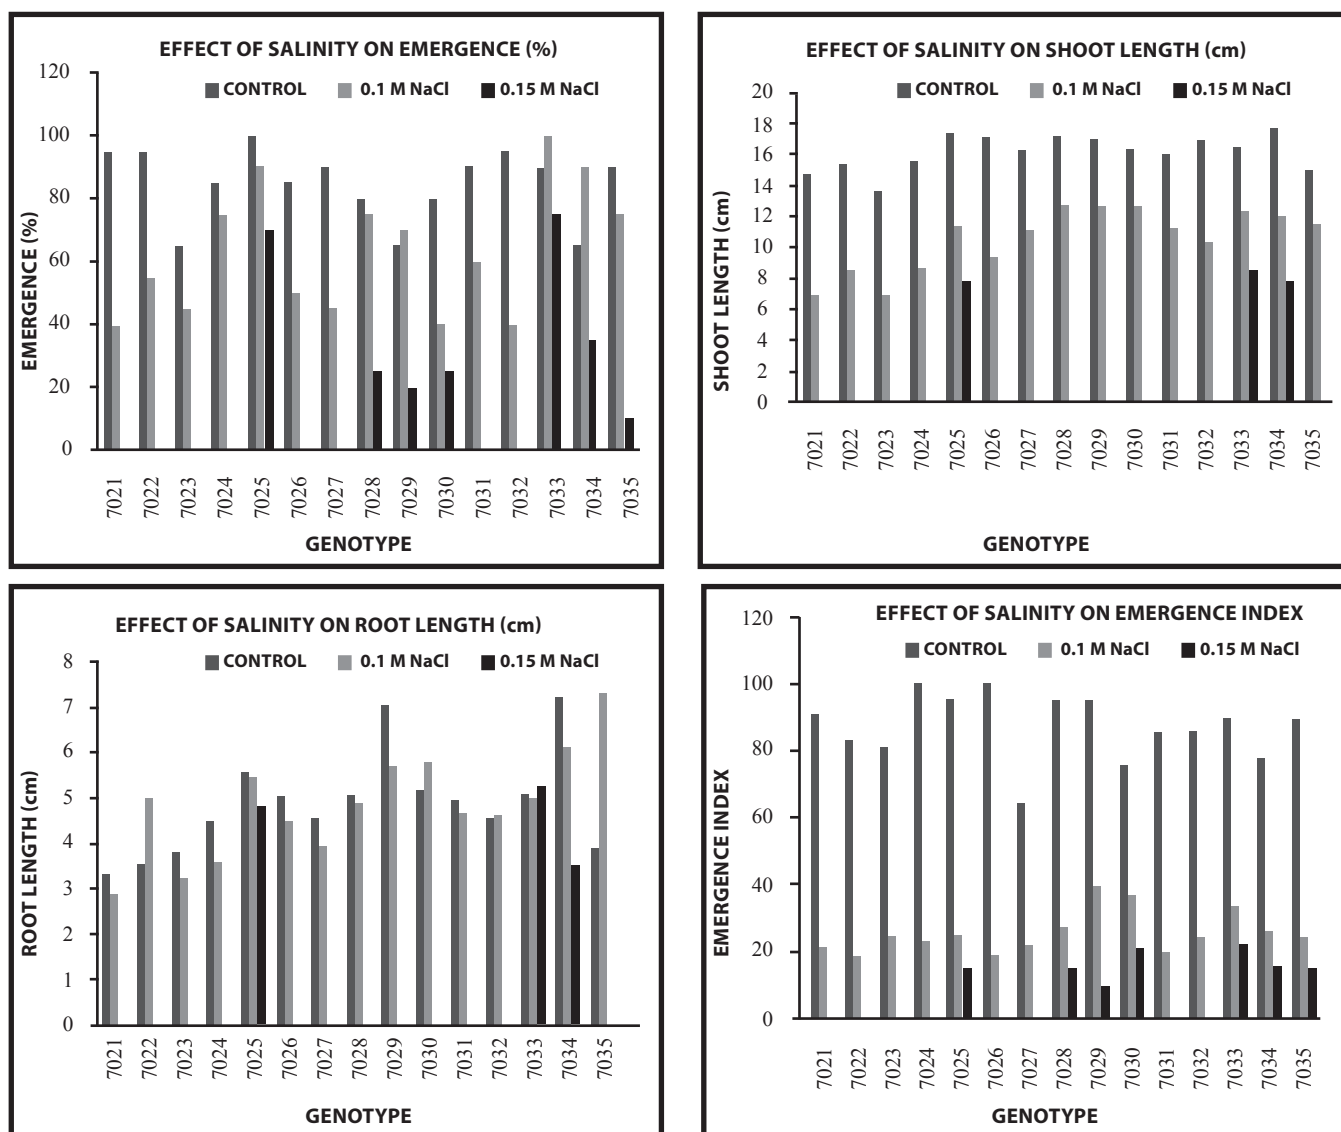 EFFECT OF SALINITY ON EMERGENCE (%)
CONTROL 0.1 M NaCl 0.15 M NaCl
120
100
80
60
40
20
0
EMERGENCE (%)
7021 7022 7023 7024 7025 7026 7027 7028 7029 7030 7031 7032 7033 7034 7035
GENOTYPE
EFFECT OF SALINITY ON SHOOT LENGTH (cm)
CONTROL 0.1 M NaCl 0.15 M NaCl
20
18
16
14
12
10
8
6
4
2
0
SHOOT LENGTH (cm)
7021 7022 7023 7024 7025 7026 7027 7028 7029 7030 7031 7032 7033 7034 7035
GENOTYPE
EFFECT OF SALINITY ON ROOT LENGTH (cm)
CONTROL 0.1 M NaCl 0.15 M NaCl
8
7
6
5
4
3
2
1
0
ROOT LENGTH (cm)
7021 7022 7023 7024 7025 7026 7027 7028 7029 7030 7031 7032 7033 7034 7035
GENOTYPE
EFFECT OF SALINITY ON EMERGENCE INDEX
CONTROL 0.1 M NaCl 0.15 M NaCl
120
100
80
60
40
20
0
EMERGENCE INDEX
7021 7022 7023 7024 7025 7026 7027 7028 7029 7030 7031 7032 7033 7034 7035
GENOTYPE